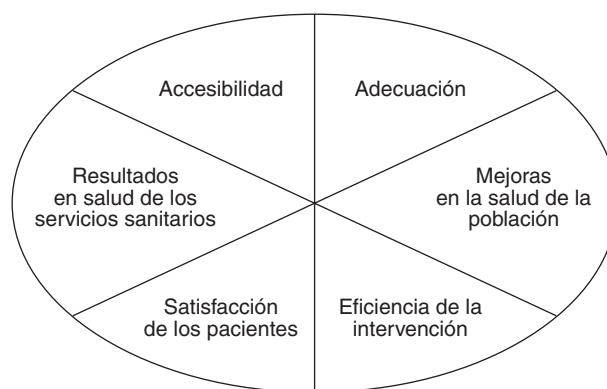 Accesibilidad
Adecuación
Resultados
en salud de los
servicios sanitarios
Mejoras
en la salud de la
población
Satisfacción
de los pacientes
Eficiencia de la
intervención